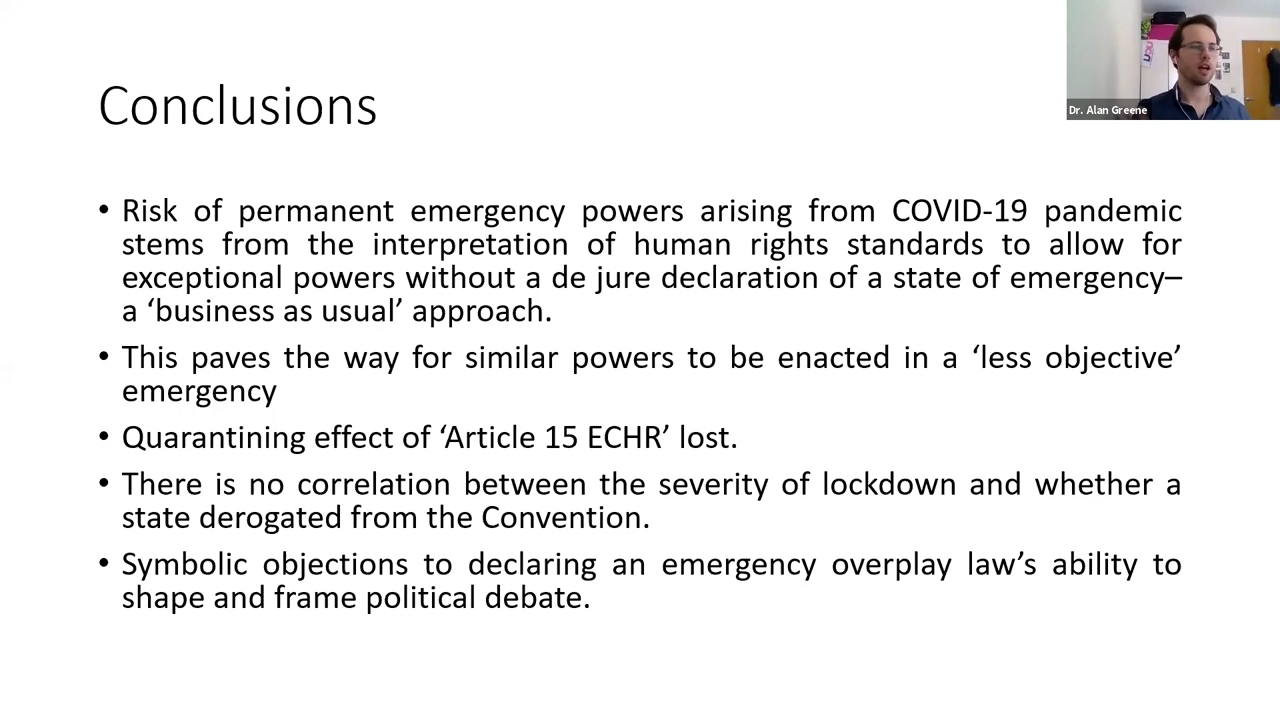 Conclusions
Dr. Alan Greene
• Risk of permanent emergency powers arising from COVID-19 pandemic
stems from the interpretation of human rights standards to allow for
exceptional powers without a de jure declaration of a state of emergency–
a ‘business as usual’ approach.
• This paves the way for similar powers to be enacted in a ‘less objective’
emergency
• Quarantining effect of ‘Article 15 ECHR’ lost.
• There is no correlation between the severity of lockdown and whether a
state derogated from the Convention.
• Symbolic objections to declaring an emergency overplay law’s ability to
shape and frame political debate.